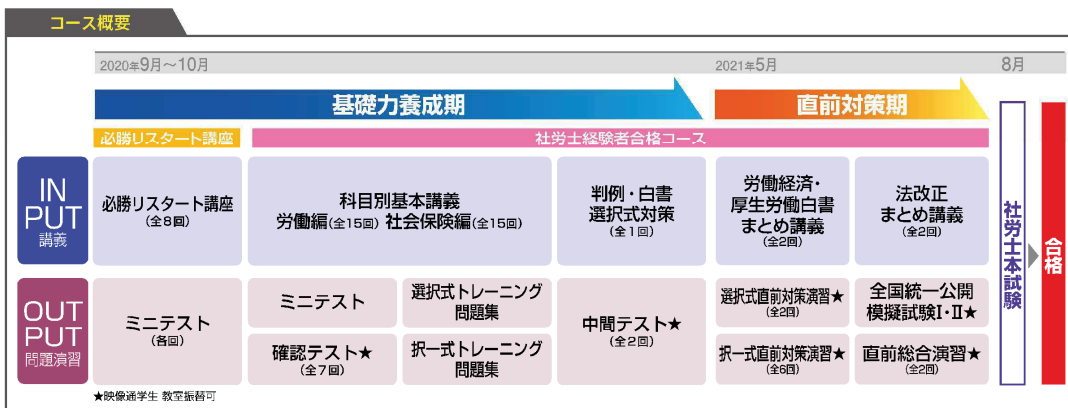 コース概要
2020年9月〜10月
2021年5月
8月
基礎力養成期
直前対策期
必勝リスタート講座
社労士経験者合格コース
IN
PUT
講義
必勝リスタート講座
(全8回)
科目別基本講義
労働編(全15回) 社会保険編(全15回)
判例・白書
選択式対策
(全1回)
労働経済・
厚生労働白書
まとめ講義
(全2回)
法改正
まとめ講義
(全2回)
OUT
PUT
問題演習
ミニテスト
(各回)
ミニテスト
選択式トレーニング
問題集
確認テスト★
(全7回)
択一式トレーニング
問題集
中間テスト★
(全2回)
選択式直前対策演習★
(全2回)
全国統一公開
模擬試験I・II★
択一式直前対策演習★
(全6回)
直前総合演習★
(全2回)
社労士本試験
合格
★映像通学生 教室振替可